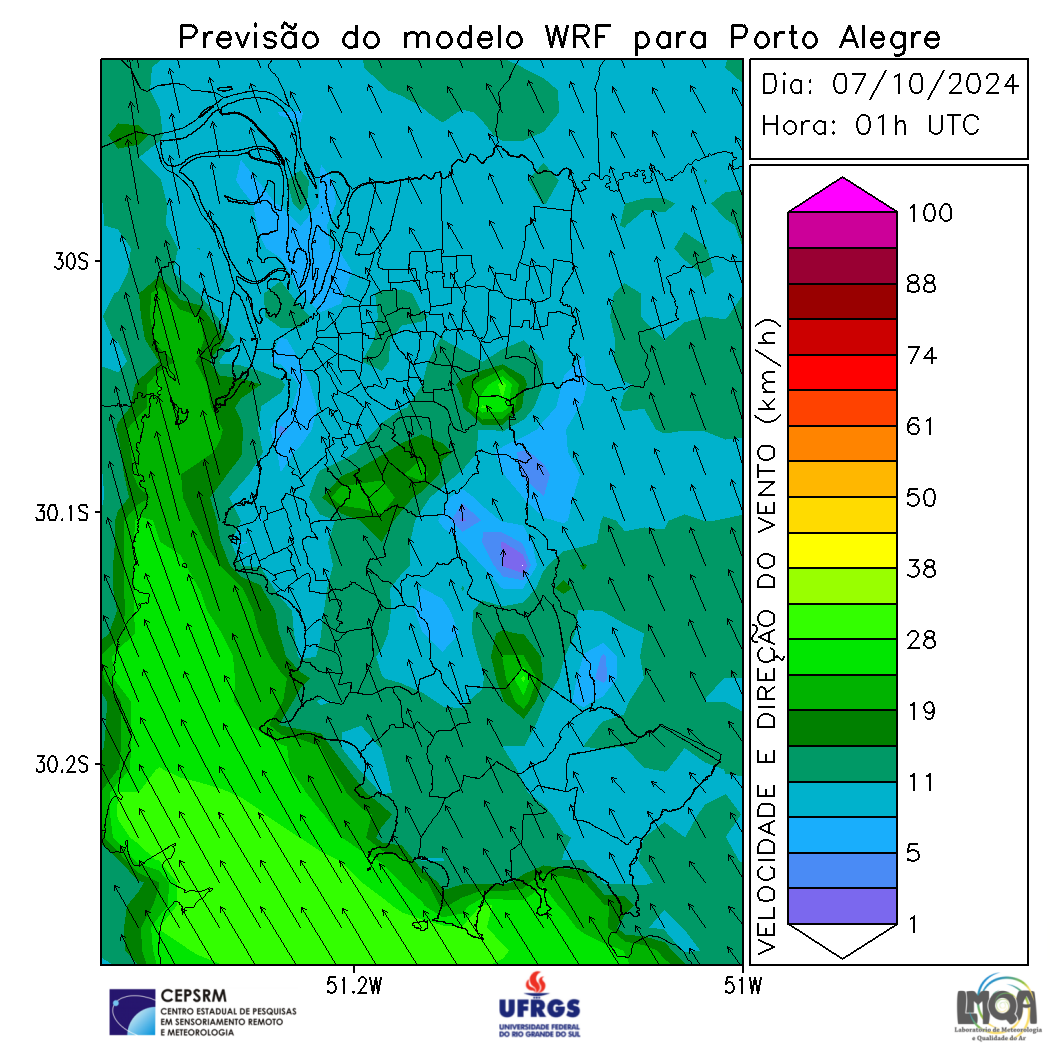 Previsão do modelo WRF para Porto Alegre
Dia: 07/10/2024
Hora: 01h UTC
30S
30.1S
30.2S
51.2W
51W
VELOCIDADE E DIREÇÃO DO VENTO (km/h)
100
88
74
61
50
38
28
19
11
5
1
CEPSRM
CENTRO ESTADUAL DE PESQUISAS
EM SENSORIAMENTO REMOTO
E METEOROLOGIA
UFRGS
UNIVERSIDADE FEDERAL
DO RIO GRANDE DO SUL
LMQA
Laboratório de Meteorologia
e Qualidade do Ar